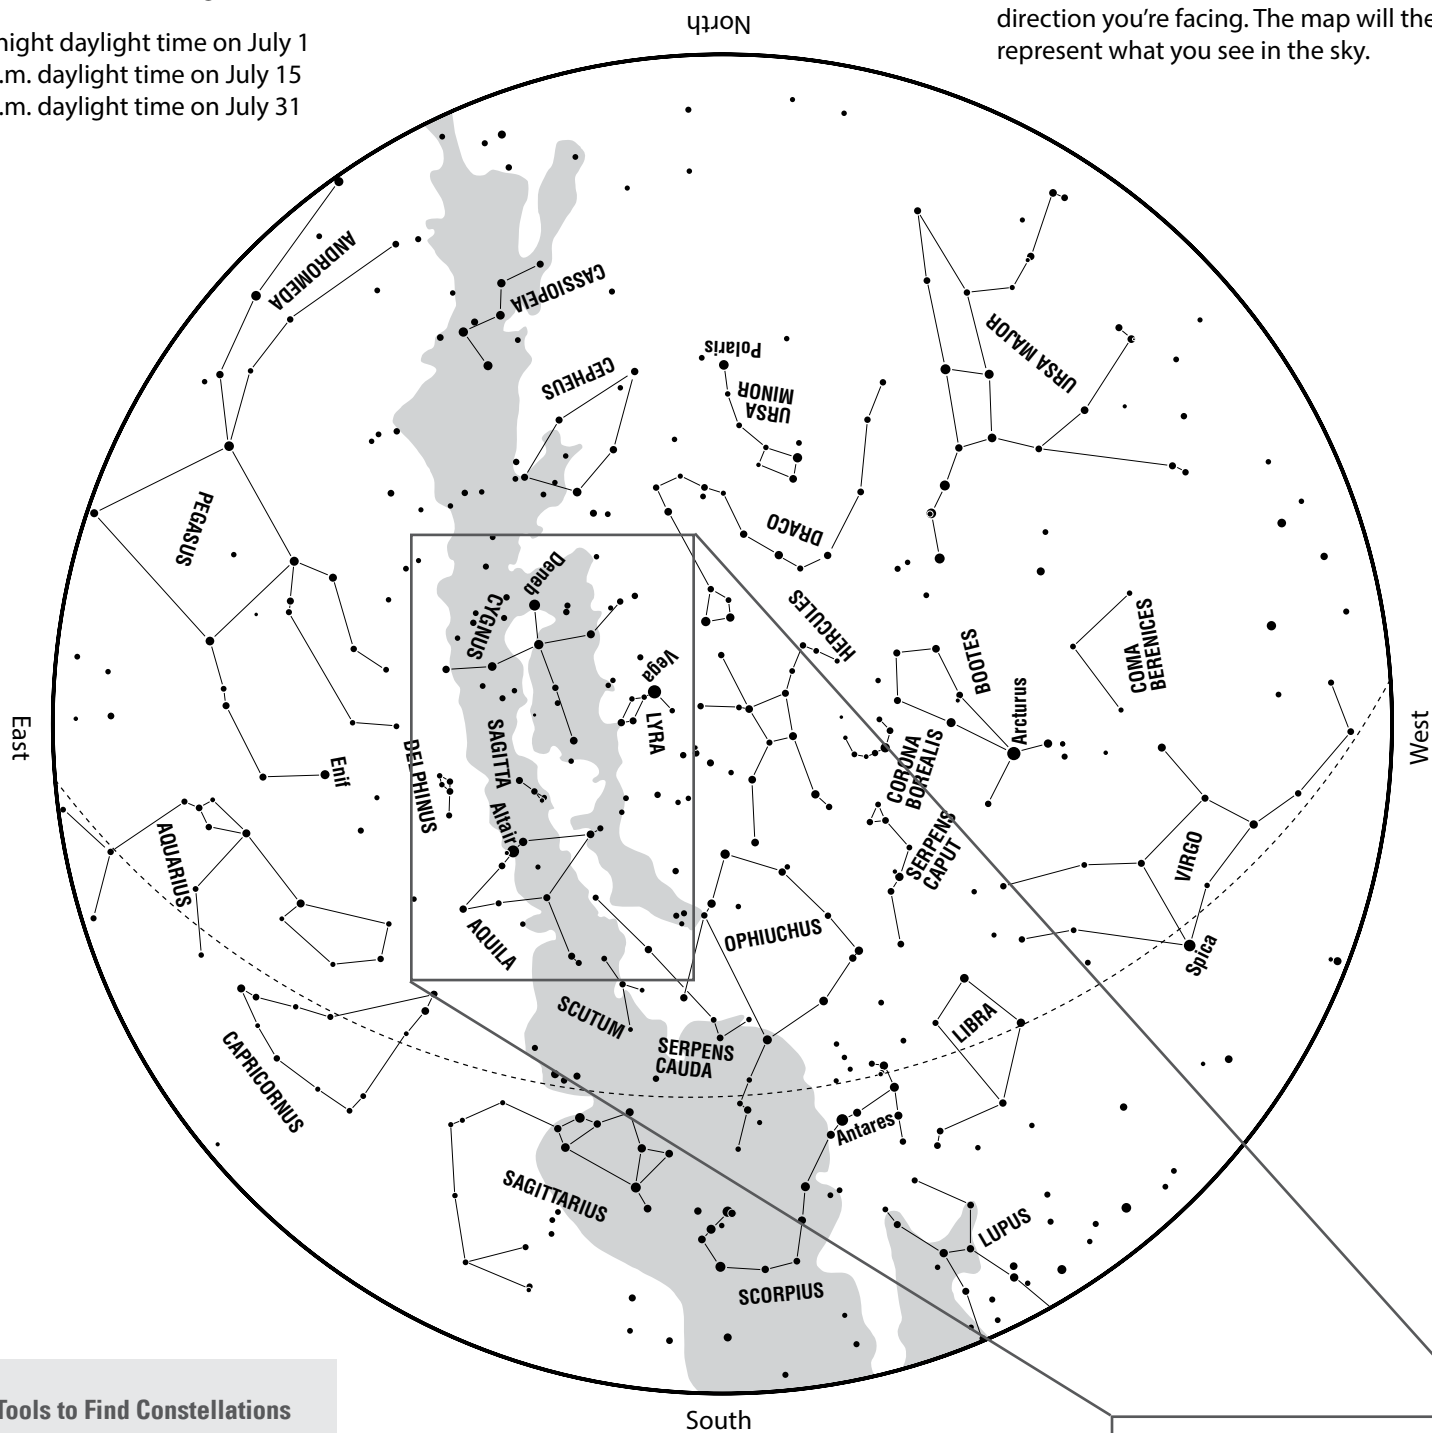 night daylight time on July 1
.m. daylight time on July 15
.m. daylight time on July 31
direction you're facing. The map will the
represent what you see in the sky.
North
ANDROMEDA
CASSIOPEIA
CEPHEUS
Polaris
URSA
MINOR
URSA MAJOR
DRACO
PEGASUS
Deneb
CYGNUS
HERCULES
BOOTES
COMA
BERENICES
Vega
LYRA
Arcturus
East
West
Enif
DELPHINUS
SAGITTA
Altair
CORONA
BOREALIS
SERPENS
CAPUT
VIRGO
AQUARIUS
AQUILA
OPHIUCHUS
Spica
SCUTUM
LIBRA
SERPENS
CAUDA
CAPRICORNUS
Antares
SAGITTARIUS
LUPUS
SCORPIUS
Tools to Find Constellations
South